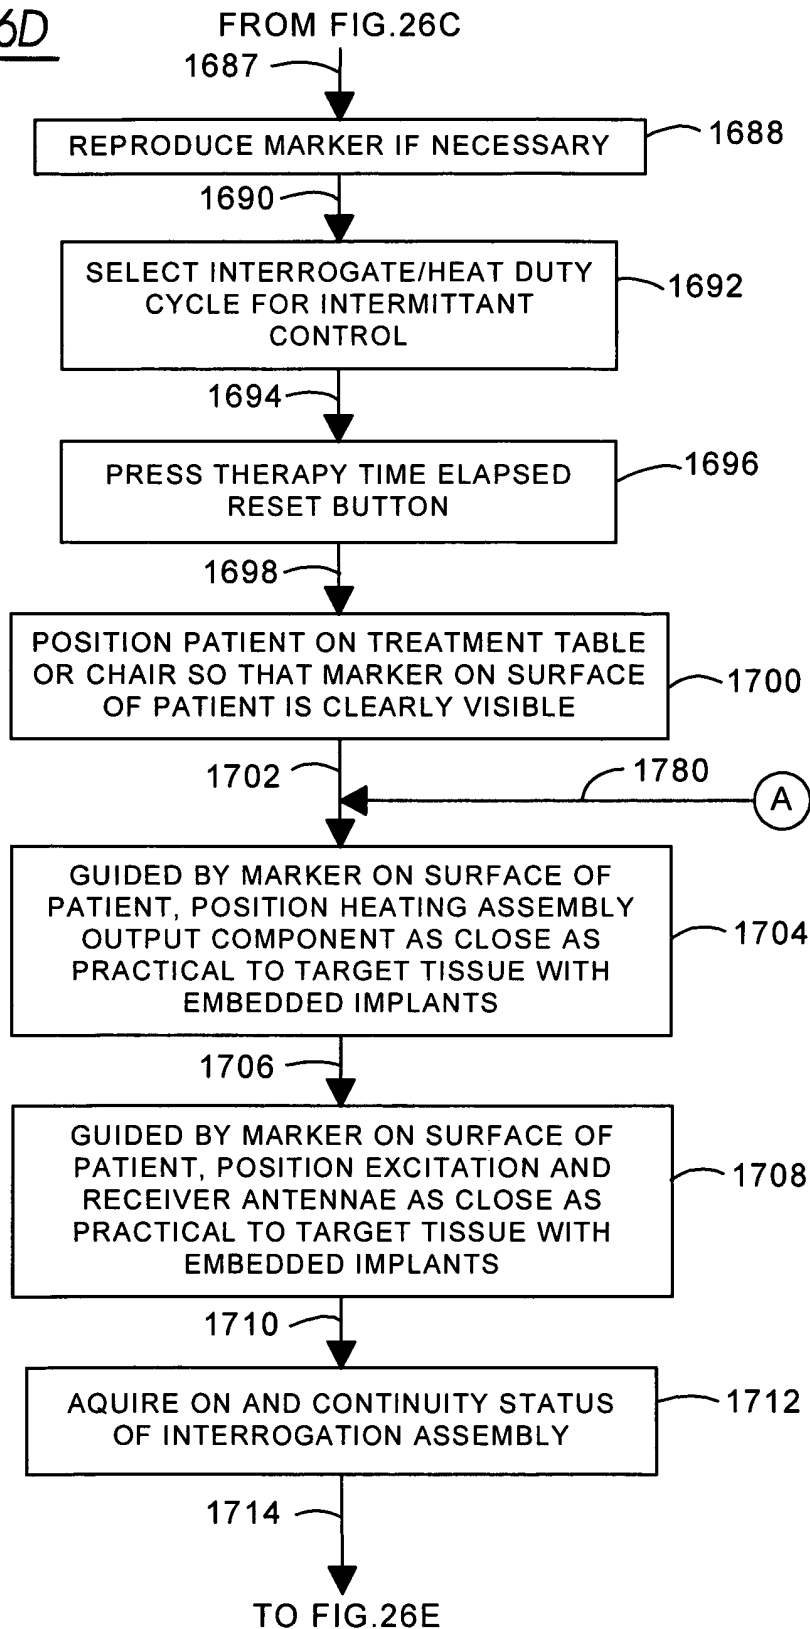 6D
FROM FIG.26C
1687
REPRODUCE MARKER IF NECESSARY
1688
1690
SELECT INTERROGATE/HEAT DUTY
CYCLE FOR INTERMITTANT
CONTROL
1692
1694
PRESS THERAPY TIME ELAPSED
RESET BUTTON
1696
1698
POSITION PATIENT ON TREATMENT TABLE
OR CHAIR SO THAT MARKER ON SURFACE
OF PATIENT IS CLEARLY VISIBLE
1700
1702
1780
A
GUIDED BY MARKER ON SURFACE OF
PATIENT, POSITION HEATING ASSEMBLY
OUTPUT COMPONENT AS CLOSE AS
PRACTICAL TO TARGET TISSUE WITH
EMBEDDED IMPLANTS
1704
1706
GUIDED BY MARKER ON SURFACE OF
PATIENT, POSITION EXCITATION AND
RECEIVER ANTENNAE AS CLOSE AS
PRACTICAL TO TARGET TISSUE WITH
EMBEDDED IMPLANTS
1708
1710
AQUIRE ON AND CONTINUITY STATUS
OF INTERROGATION ASSEMBLY
1712
1714
TO FIG.26E